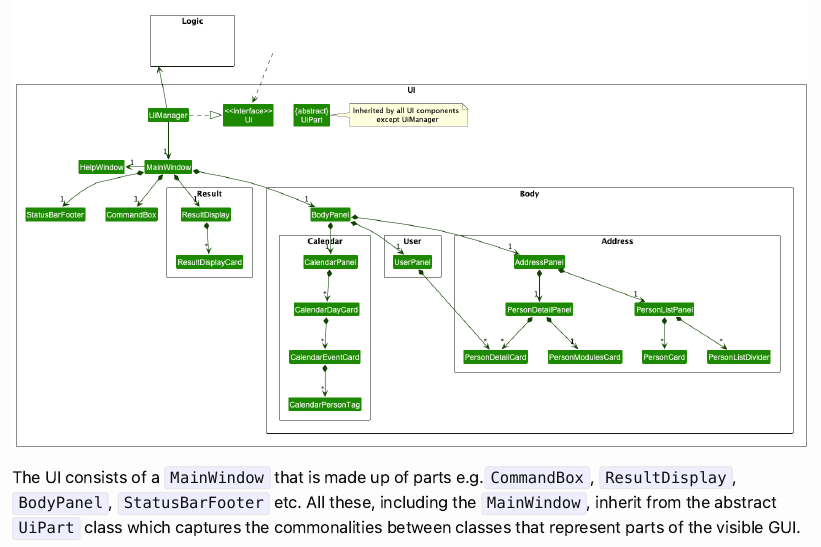 Logic
UI
UiManager
<<interface>>
Ui
{abstract}
UiPart
Inherited by all UI components
except UiManager
1
HelpWindow
1
MainWindow
Result
Body
1
1
1
1
StatusBarFooter
CommandBox
ResultDisplay
BodyPanel
Calendar
User
Address
*
1
1
1
ResultDisplayCard
CalendarPanel
UserPanel
AddressPanel
*
1
1
CalendarDayCard
PersonDetailPanel
PersonListPanel
*
*
*
1
*
*
CalendarEventCard
PersonDetailCard
PersonModulesCard
PersonCard
PersonListDivider
*
CalendarPersonTag
The UI consists of a MainWindow that is made up of parts e.g. CommandBox , ResultDisplay ,
BodyPanel , StatusBarFooter etc. All these, including the MainWindow , inherit from the abstract
UiPart class which captures the commonalities between classes that represent parts of the visible GUI.